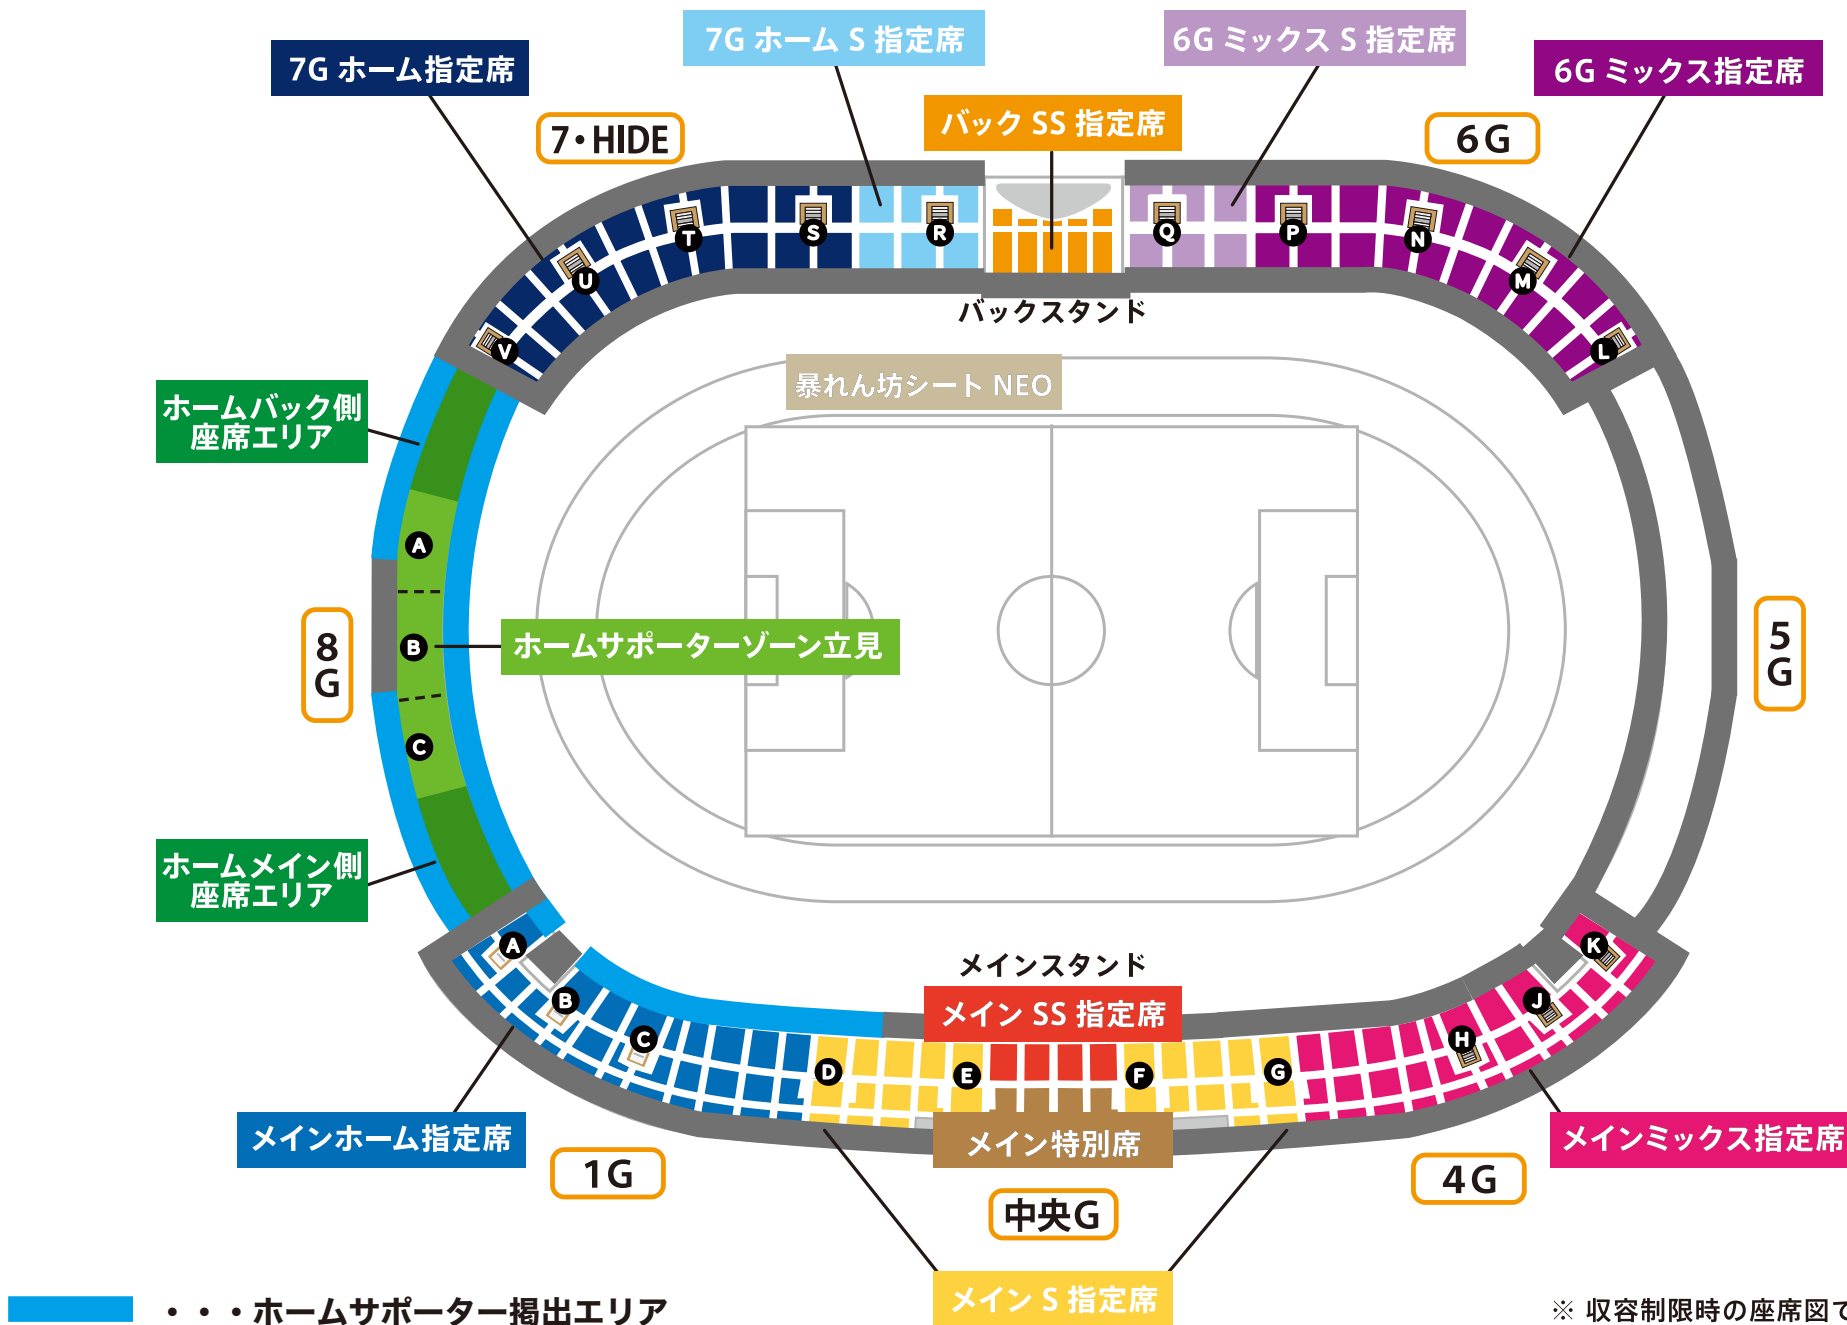 7G ホーム S 指定席
6G ミックス S 指定席
7G ホーム指定席
6G ミックス指定席
バック SS 指定席
7・HIDE
6G
S
R
Q
P
T
N
U
M
V
L
バックスタンド
暴れん坊シート NEO
ホームバック側
座席エリア
A
8
G
B
ホームサポーターゾーン立見
5
G
C
ホームメイン側
座席エリア
A
K
メインスタンド
B
J
メイン SS 指定席
C
H
D
E
F
G
メインホーム指定席
メイン特別席
メインミックス指定席
1G
4G
中央G
メイン S 指定席
・・・ホームサポーター掲出エリア
※ 収容制限時の座席図で